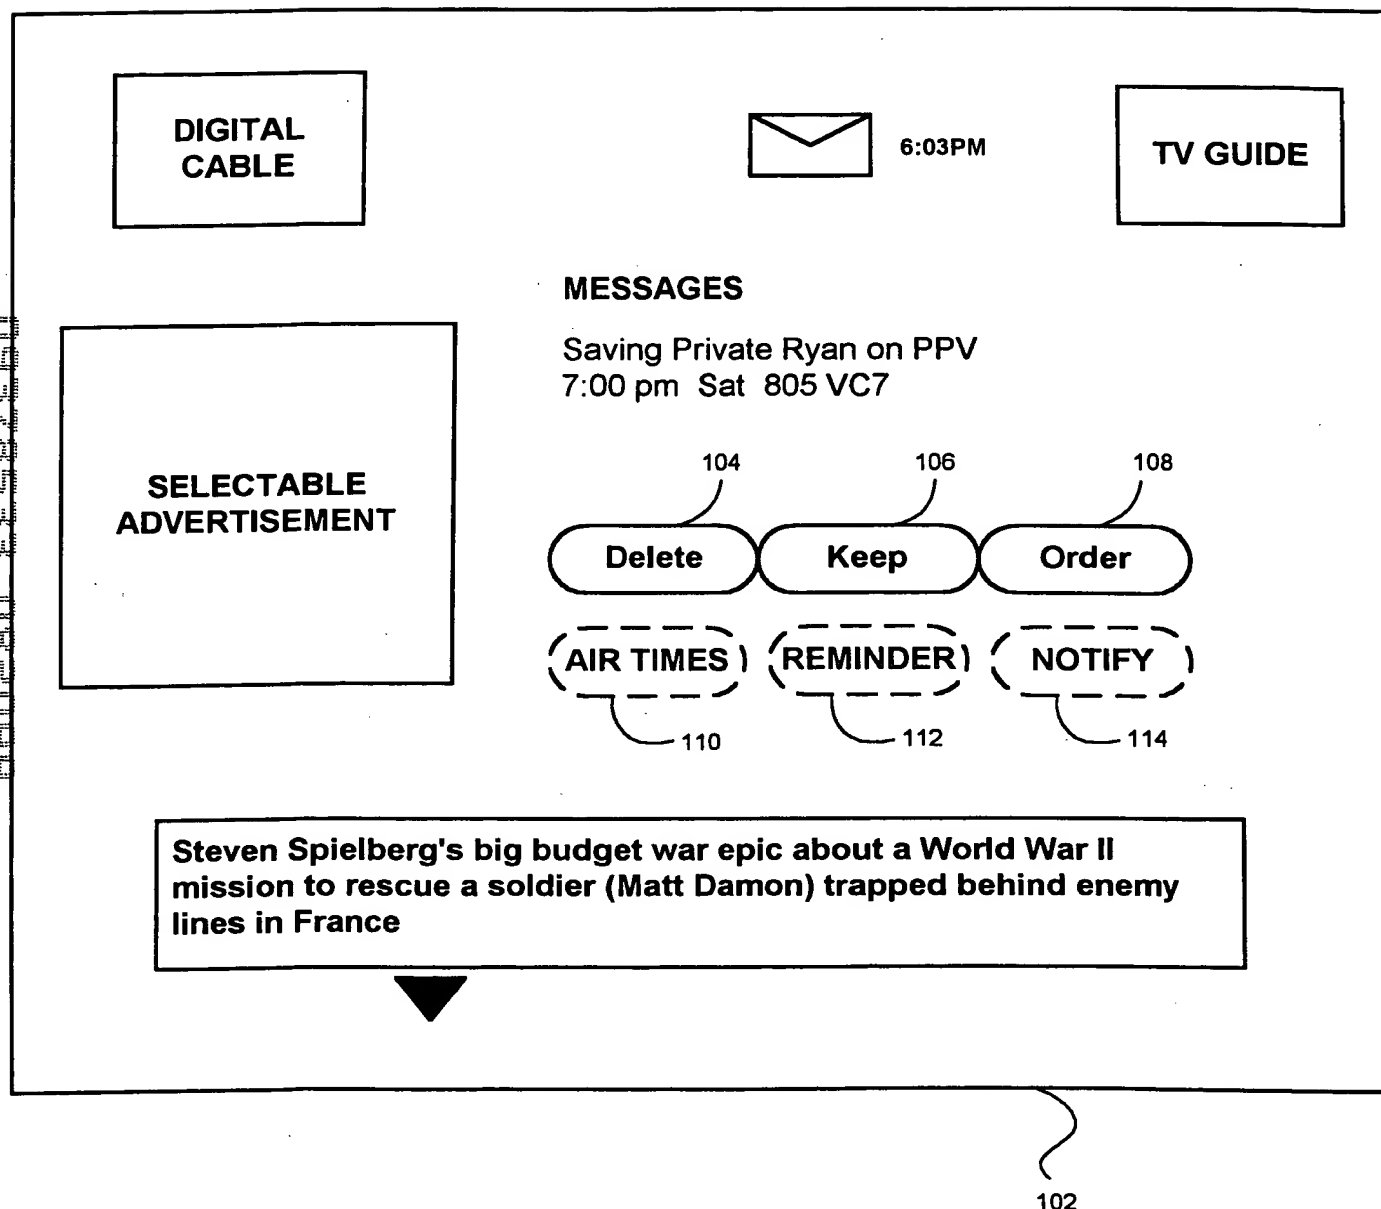 DIGITAL
CABLE
6:03PM
TV GUIDE
MESSAGES
Saving Private Ryan on PPV
7:00 pm Sat 805 VC7
SELECTABLE
ADVERTISEMENT
104
106
108
Delete
Keep
Order
AIR TIMES
REMINDER
NOTIFY
110
112
114
Steven Spielberg's big budget war epic about a World War II
mission to rescue a soldier (Matt Damon) trapped behind enemy
lines in France
102